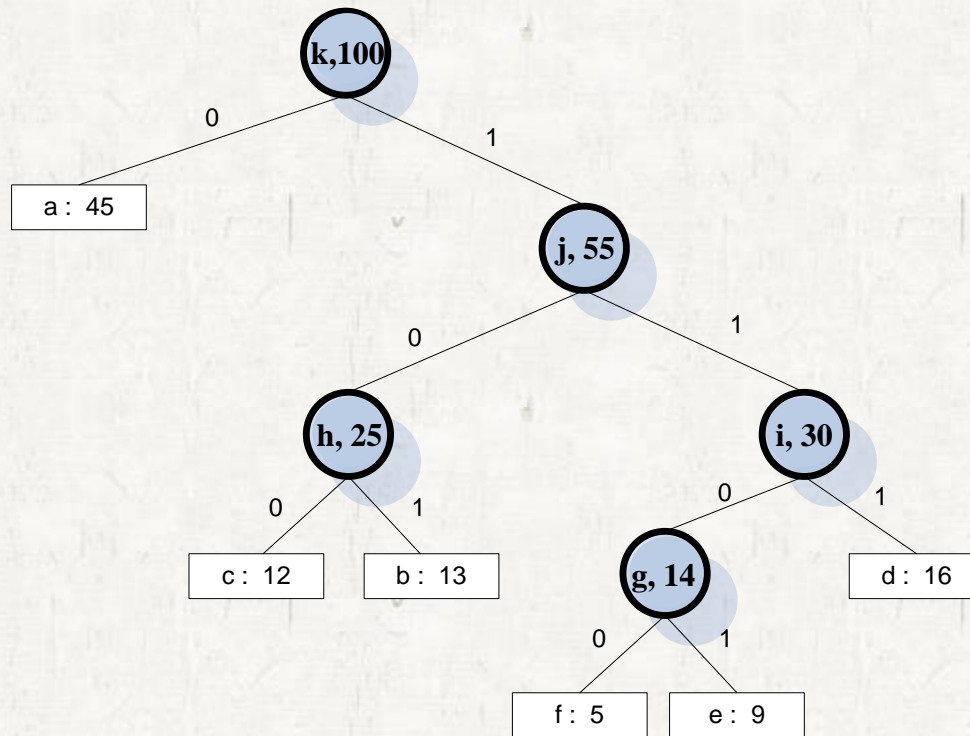 k,100
0
1
a : 45
j, 55
0
1
h, 25
i, 30
0
1
0
1
c : 12
b : 13
g, 14
d : 16
0
1
f : 5
e : 9